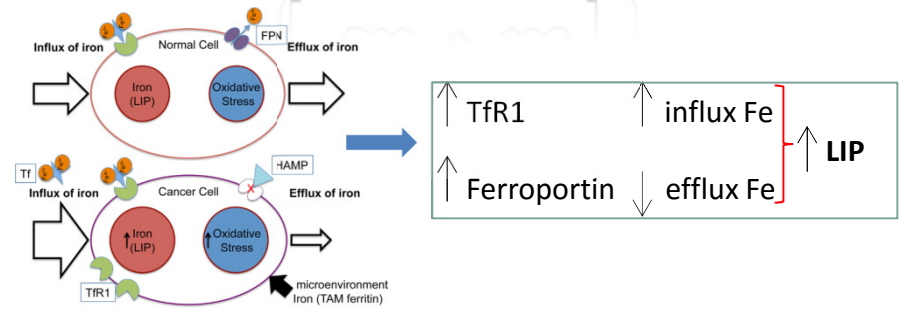 FPN
Influx of iron
Normal Cell
Efflux of iron
Iron
(LIP)
Oxidative
Stress
Tf
HAMP
Influx of iron
Cancer Cell
Efflux of iron
↑Iron
(LIP)
↑Oxidative
Stress
TfR1
microenvironment
Iron (TAM ferritin)
↑ TfR1 ↑ influx Fe
↑ LIP
↑ Ferroportin ↓ efflux Fe